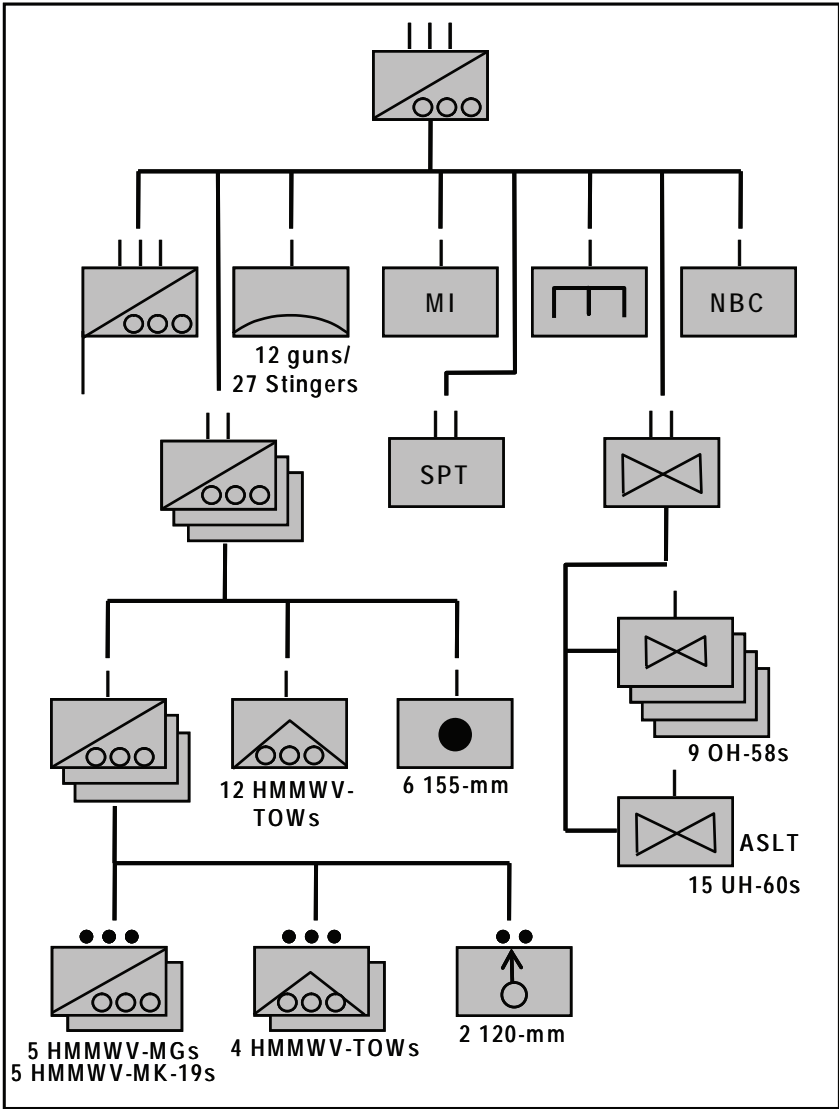 MI
NBC
12 guns/
27 Stingers
SPT
9 OH-58s
12 HMMWV-
TOWs
6 155-mm
ASLT
15 UH-60s
5 HMMWV-MGs
5 HMMWV-MK-19s
4 HMMWV-TOWs
2 120-mm